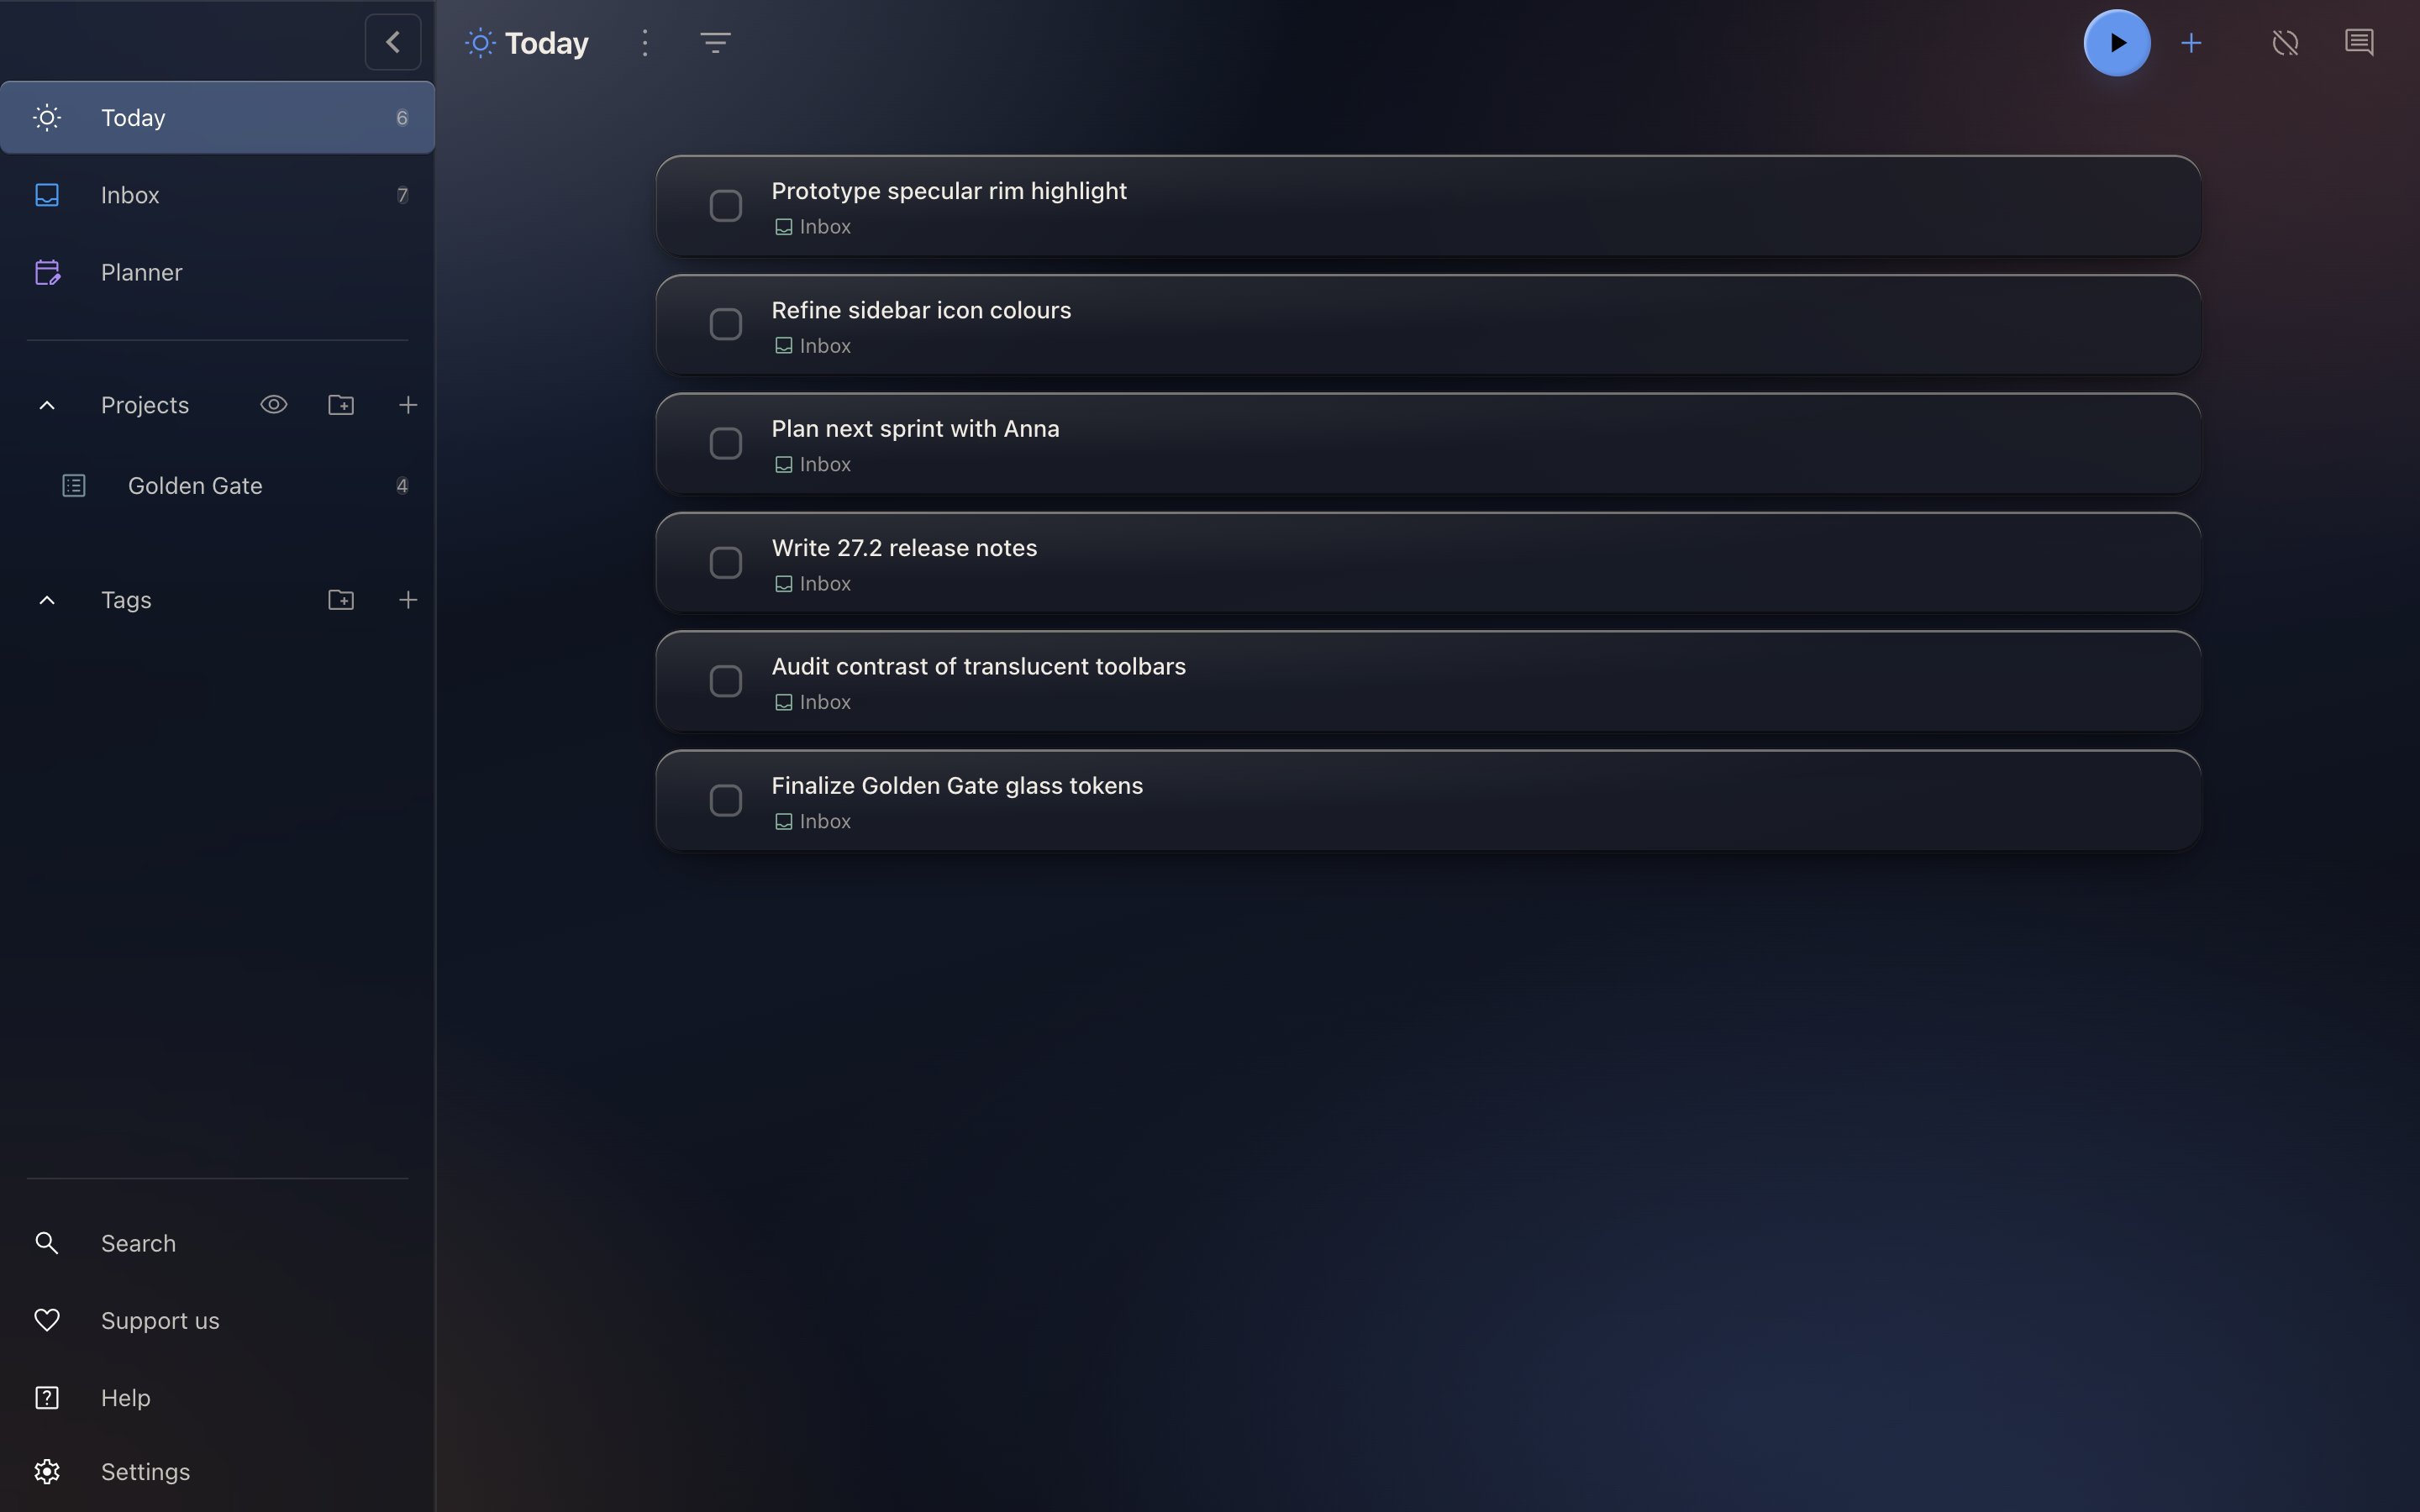 Today
Today 6
Inbox 7
Planner
Projects
Golden Gate 4
Tags
Search
Support us
Help
Settings
Prototype specular rim highlight
Inbox
Refine sidebar icon colours
Inbox
Plan next sprint with Anna
Inbox
Write 27.2 release notes
Inbox
Audit contrast of translucent toolbars
Inbox
Finalize Golden Gate glass tokens
Inbox